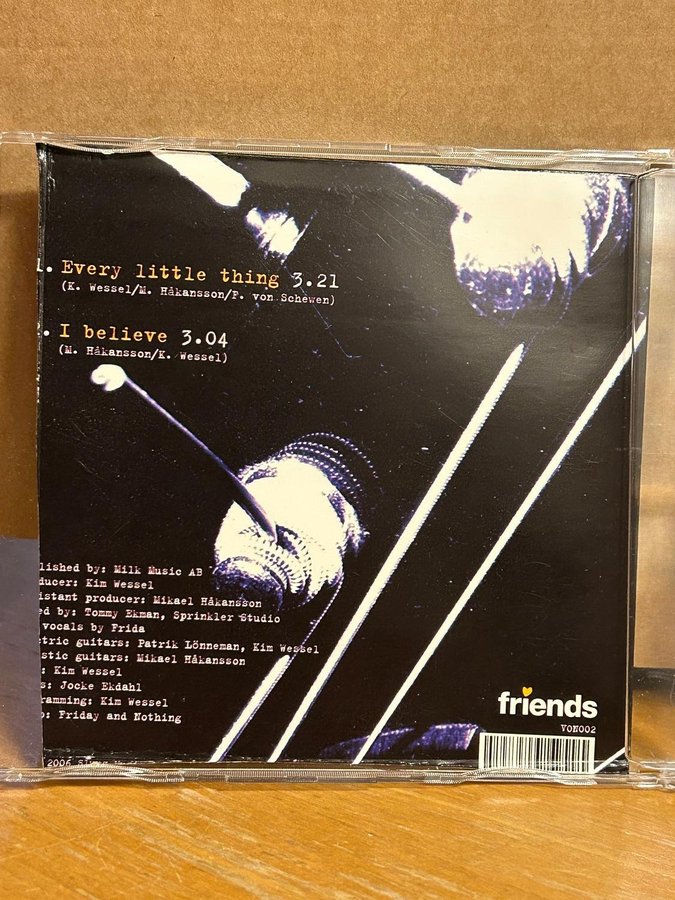 . Every little thing 3.21
(K. Wessel/M. Håkansson/F. von Schewen)
. I believe 3.04
(M. Håkansson/K. Wessel)
lished by: Milk Music AB
ducer: Kim Wessel
istant producer: Mikael Håkansson
ed by: Tommy Ekman, Sprinkler Studio
vocals by Frida
tric guitars: Patrik Lönneman, Kim Wessel
stic guitars: Mikael Håkansson
: Kim Wessel
s: Jocke Ekdahl
ramming: Kim Wessel
o: Friday and Nothing
2006
friends
VON002